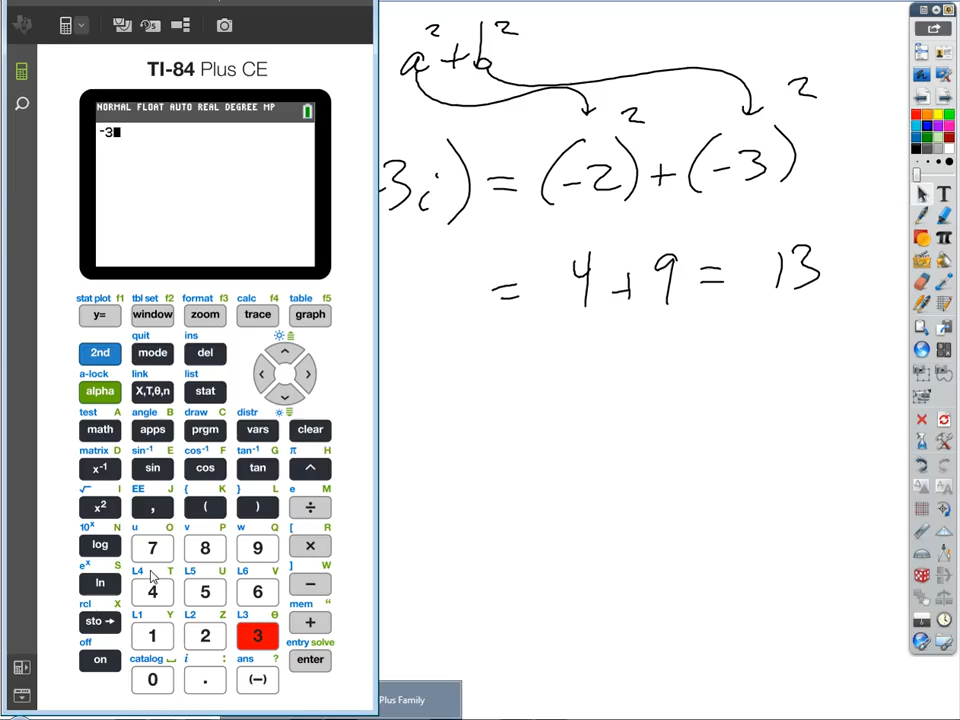 TI-84 Plus CE
NORMAL FLOAT AUTO REAL DEGREE MP
-3
a² + b²
3i) = (-2)² + (-3)²
= 4 + 9 = 13
stat plot f1 tbl set f2 format f3 calc f4 table f5
y= window zoom trace graph
quit ins
2nd mode del
a-lock link list
alpha X,T,θ,n stat
test A angle B draw C distr
math apps prgm vars clear
matrix D sin⁻¹ E cos⁻¹ F tan⁻¹ G π H
x⁻¹ sin cos tan ^
√ I EE J { K } L e M
x² , ( ) ÷
10ˣ N u O v P w Q [ R
log 7 8 9 ×
eˣ S L4 T L5 U L6 V ] W
ln 4 5 6 −
rcl X L1 Y L2 Z L3 θ mem "
sto→ 1 2 3 +
off catalog i : ans ? entry solve
on 0 . (−) enter
Plus Family
T
π